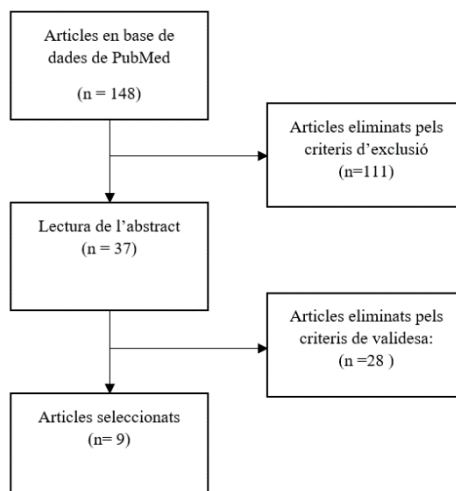 Articles en base de
dades de PubMed
(n = 148)
Articles eliminats pels
criteris d’exclusió
(n=111)
Lectura de l’abstract
(n = 37)
Articles eliminats pels
criteris de validesa:
(n =28 )
Articles seleccionats
(n= 9)